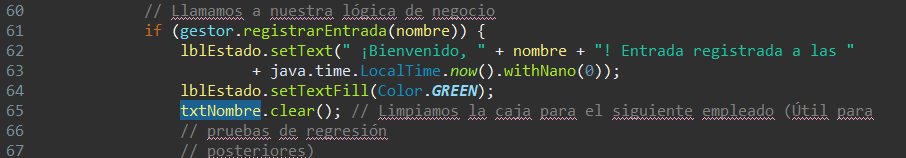 60 // Llamamos a nuestra lógica de negocio
61 if (gestor.registrarEntrada(nombre)) {
62 lblEstado.setText(" ¡Bienvenido, " + nombre + "! Entrada registrada a las "
63 + java.time.LocalTime.now().withNano(0));
64 lblEstado.setTextFill(Color.GREEN);
65 txtNombre.clear(); // Limpiamos la caja para el siguiente empleado (Útil para
66 // pruebas de regresión
67 // posteriores)